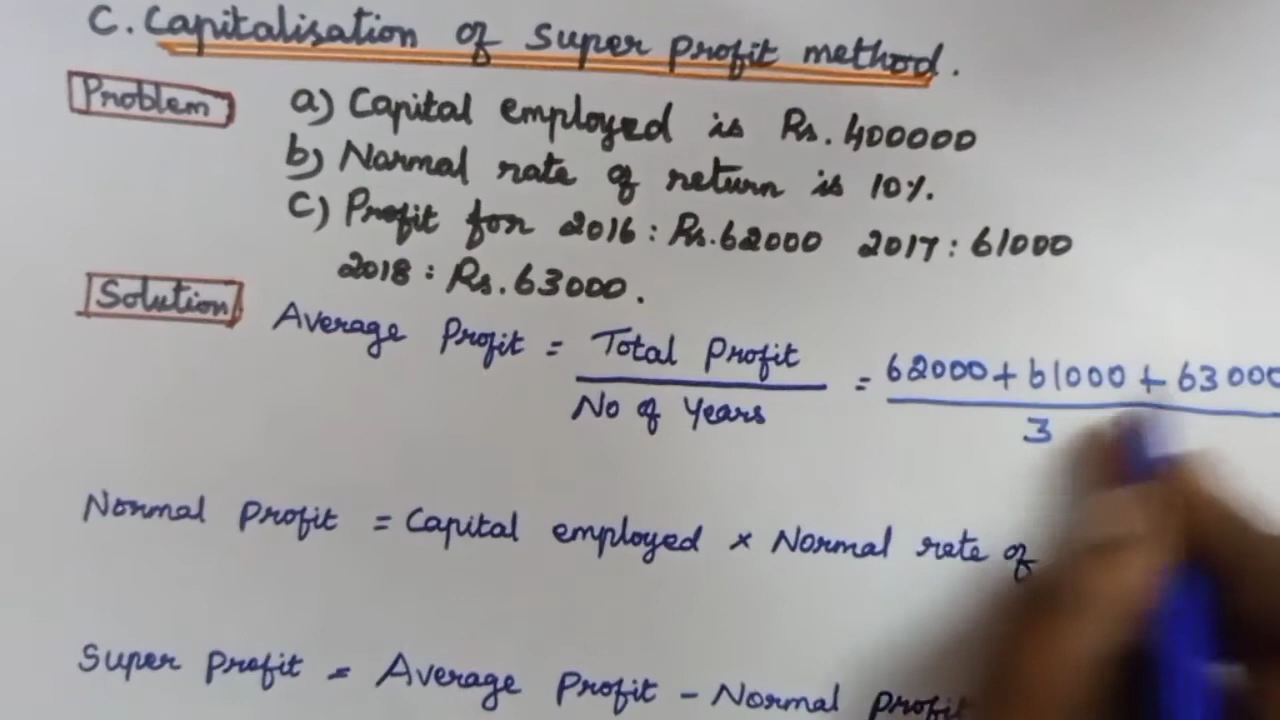 C. Capitalisation of Super Profit method.
Problem a) Capital employed is Rs. 400000
b) Normal rate of return is 10%.
c) Profit for 2016 : Rs. 62000 2017 : 61000
2018 : Rs. 63000.
Solution
Average Profit = Total Profit / No of Years = 62000 + 61000 + 63000 / 3
Normal profit = Capital employed × Normal rate of
Super profit = Average Profit - Normal profit